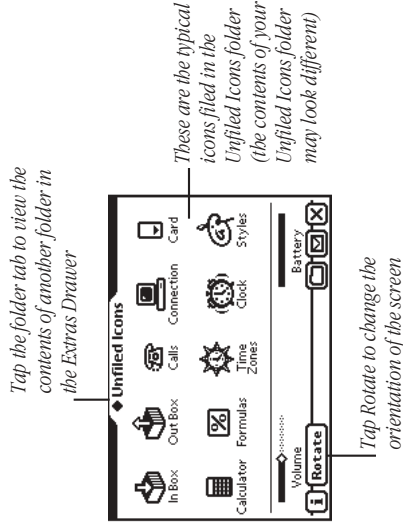 Tap the folder tab to view the
contents of another folder in
the Extras Drawer
◆ Unfiled Icons
In Box
Out Box
Calls
Connection
Card
Calculator
Formulas
Time
Zones
Clock
Styles
Volume
Battery
i
Rotate
X
These are the typical
icons filed in the
Unfiled Icons folder
(the contents of your
Unfiled Icons folder
may look different)
Tap Rotate to change the
orientation of the screen